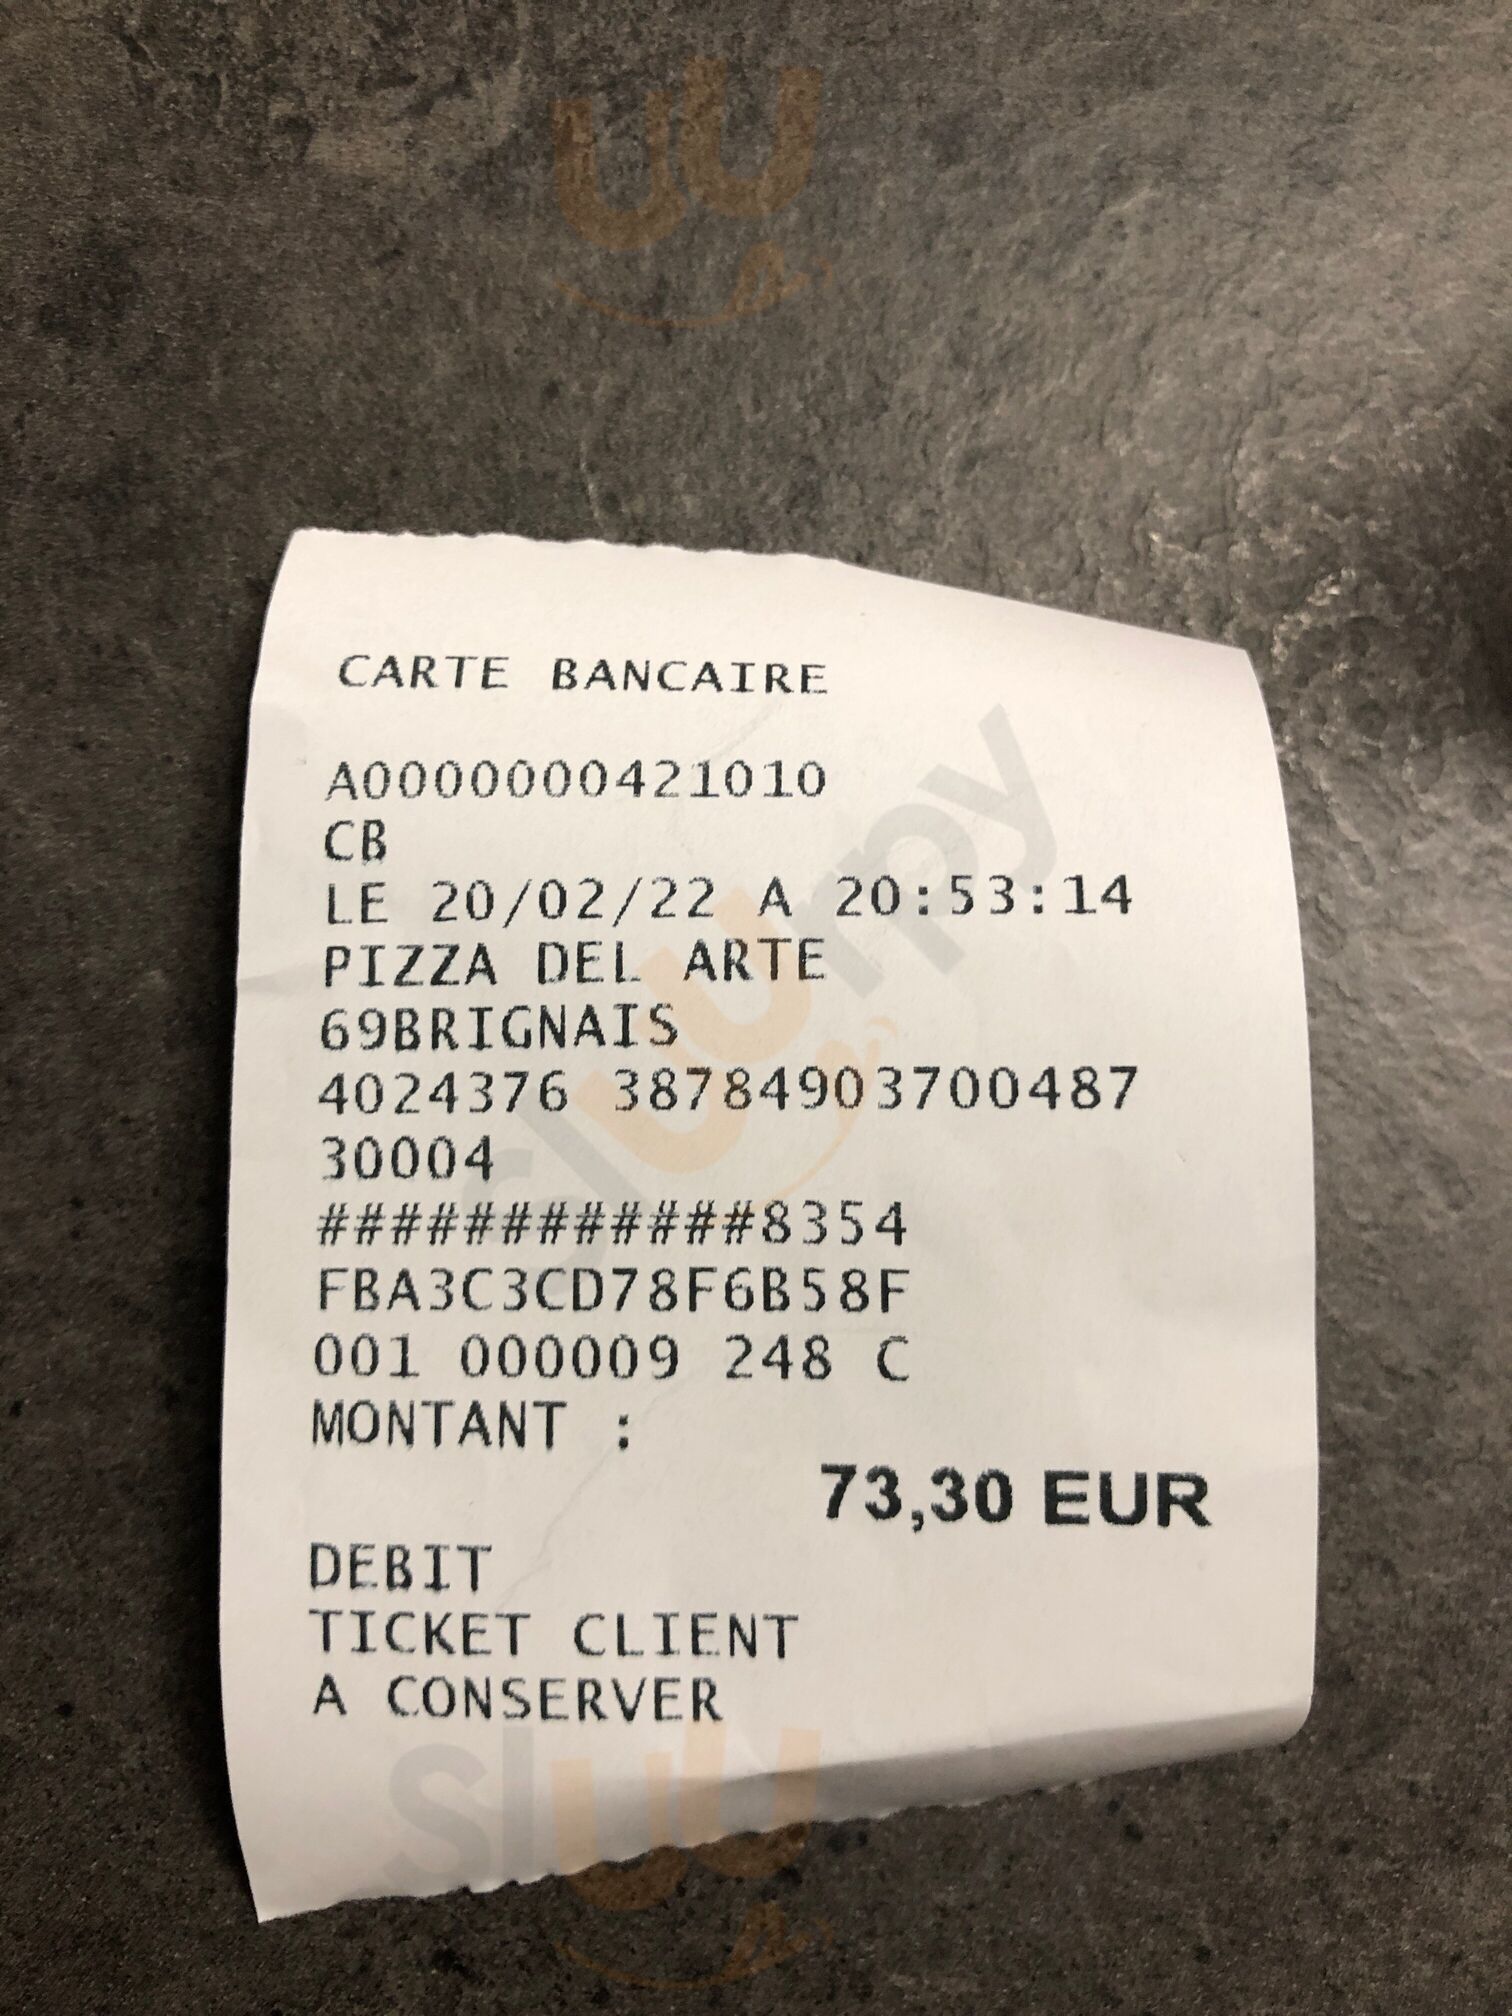 CARTE BANCAIRE
A0000000421010
CB
LE 20/02/22 A 20:53:14
PIZZA DEL ARTE
69BRIGNAIS
4024376 38784903700487
30004
############8354
FBA3C3CD78F6B58F
001 000009 248 C
MONTANT :
73,30 EUR
DEBIT
TICKET CLIENT
A CONSERVER
sluurpy